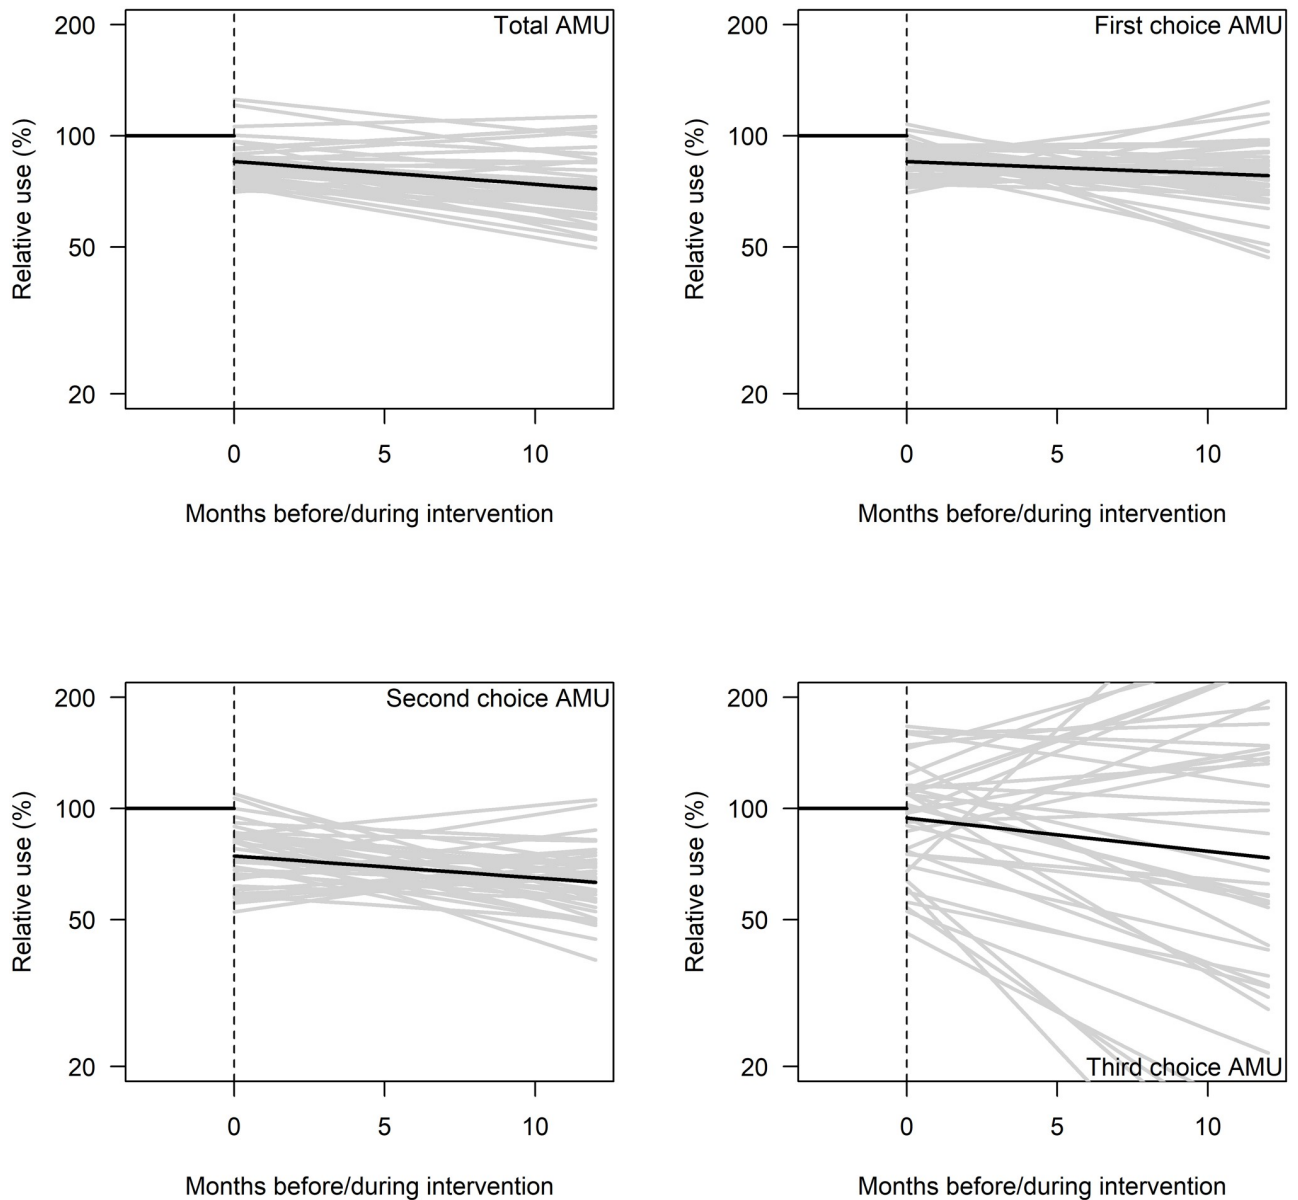 Total AMU
200
100
50
20
Relative use (%)
0 5 10
Months before/during intervention
First choice AMU
200
100
50
20
Relative use (%)
0 5 10
Months before/during intervention
Second choice AMU
200
100
50
20
Relative use (%)
0 5 10
Months before/during intervention
200
100
50
20
Relative use (%)
Third choice AMU
0 5 10
Months before/during intervention